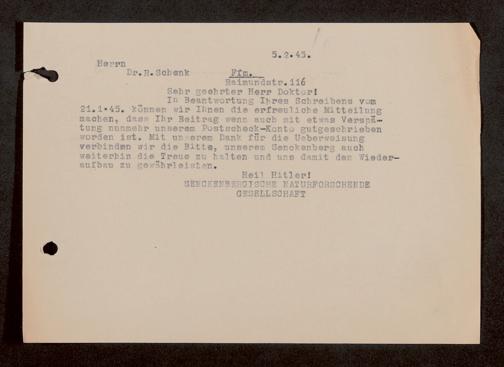 5.2.45.
Herrn
Dr.R.Schenk Ffm.
Raimundstr.116
Sehr geehrter Herr Doktor!
In Beantwortung Ihres Schreibens vom
21.1.45. können wir Ihnen die erfreuliche Mitteilung
machen, dass Ihr Beitrag wenn auch mit etwas Verspä-
tung nunmehr unserem Postscheck-Konto gutgeschrieben
worden ist. Mit unserem Dank für die Ueberweisung
verbinden wir die Bitte, unserem Senckenberg auch
weiterhin die Treue zu halten und uns damit den Wieder-
aufbau zu gewährleisten.
Heil Hitler!
SENCKENBERGISCHE NATURFORSCHENDE
GESELLSCHAFT